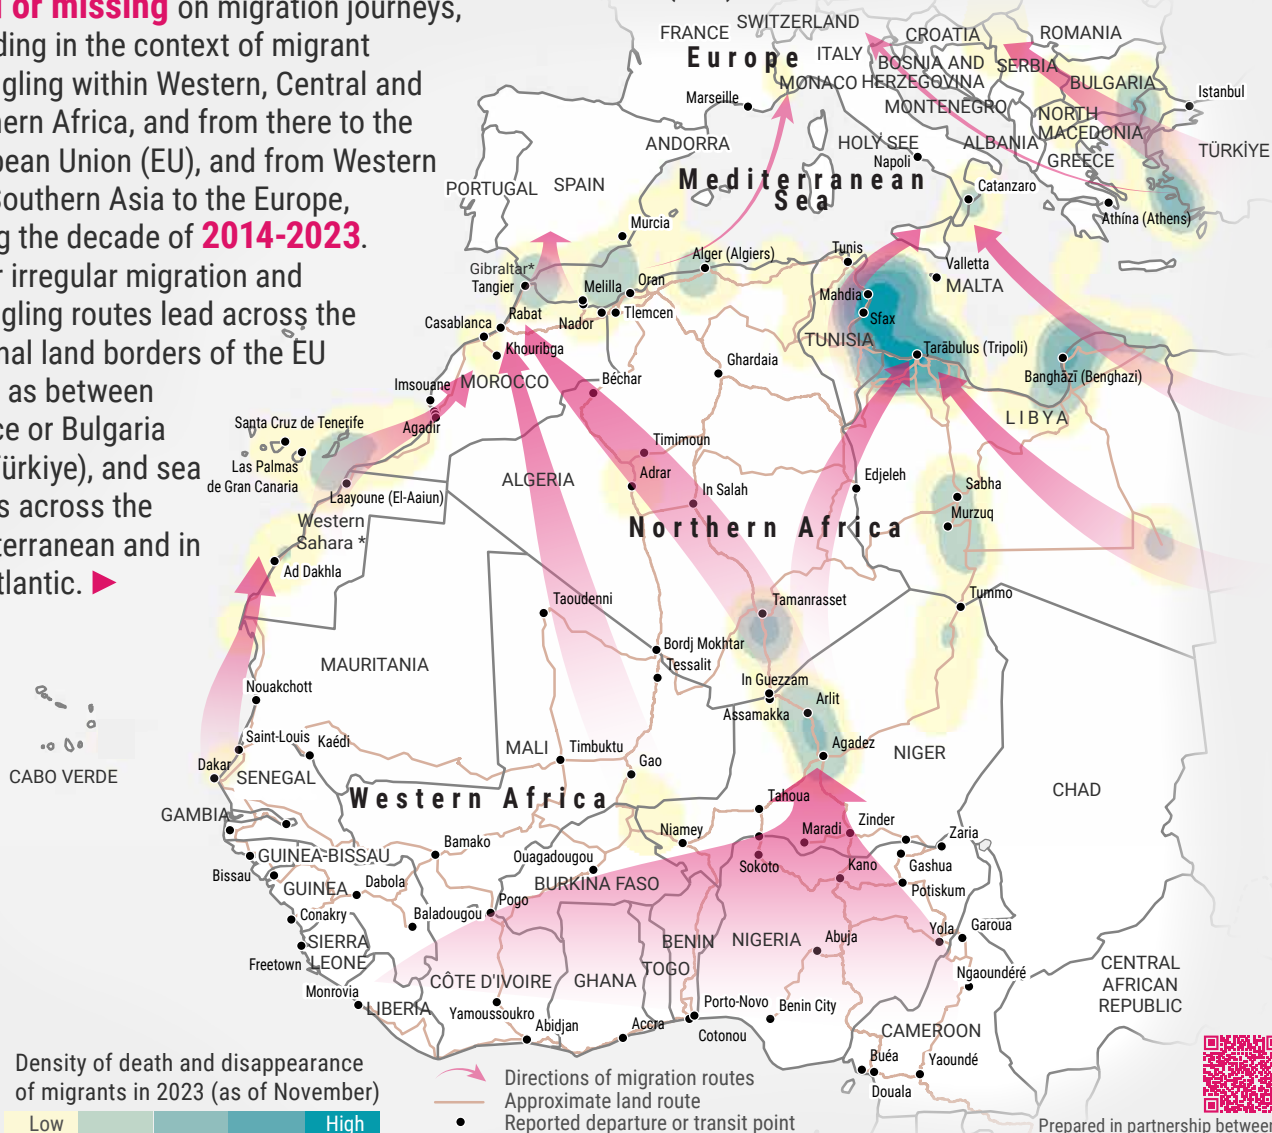 or missing on migration journeys,
ding in the context of migrant
ggling within Western, Central and
hern Africa, and from there to the
pean Union (EU), and from Western
Southern Asia to the Europe,
g the decade of 2014-2023.
r irregular migration and
ggling routes lead across the
nal land borders of the EU
as between
ce or Bulgaria
Türkiye), and sea
s across the
terranean and in
tlantic.
FRANCE
SWITZERLAND
CROATIA
ROMANIA
Europe
ITALY
BOSNIA AND
HERZEGOVINA
SERBIA
MONACO
BULGARIA
Marseille
MONTENEGRO
Istanbul
NORTH
MACEDONIA
ANDORRA
HOLY SEE
ALBANIA
TÜRKİYE
Napoli
GREECE
PORTUGAL
SPAIN
Mediterranean
Sea
Catanzaro
Athína (Athens)
Murcia
Gibraltar*
Tangier
Melilla
Oran
Alger (Algiers)
Tunis
Valletta
MALTA
Casablanca
Rabat
Nador
Tlemcen
Mahdia
Sfax
TUNISIA
Khouribga
Ghardaia
Tarābulus (Tripoli)
Banghāzī (Benghazi)
Imsouane
MOROCCO
Béchar
LIBYA
Agadir
Santa Cruz de Tenerife
Las Palmas
de Gran Canaria
Timimoun
Adrar
ALGERIA
In Salah
Edjeleh
Sabha
Murzuq
Laayoune (El-Aaiun)
Western
Sahara *
Northern Africa
Ad Dakhla
Taoudenni
Tamanrasset
Tummo
Bordj Mokhtar
Tessalit
MAURITANIA
In Guezzam
Nouakchott
Assamakka
Arlit
Saint-Louis
Kaédi
MALI
Timbuktu
Gao
Agadez
NIGER
CABO VERDE
Dakar
SENEGAL
Western Africa
Tahoua
CHAD
GAMBIA
Niamey
Maradi
Zinder
Zaria
GUINEA-BISSAU
Bamako
Ouagadougou
Sokoto
Kano
Gashua
Bissau
GUINEA
Dabola
BURKINA FASO
Potiskum
Conakry
Baladougou
Pogo
Yola
Garoua
SIERRA
LEONE
Freetown
BENIN
NIGERIA
Abuja
Ngaoundéré
CENTRAL
AFRICAN
REPUBLIC
Monrovia
LIBERIA
CÔTE D'IVOIRE
GHANA
TOGO
Yamoussoukro
Abidjan
Accra
Porto-Novo
Cotonou
Benin City
CAMEROON
Buéa
Yaoundé
Douala
Density of death and disappearance
of migrants in 2023 (as of November)
Low
High
Directions of migration routes
Approximate land route
Reported departure or transit point
Prepared in partnership between